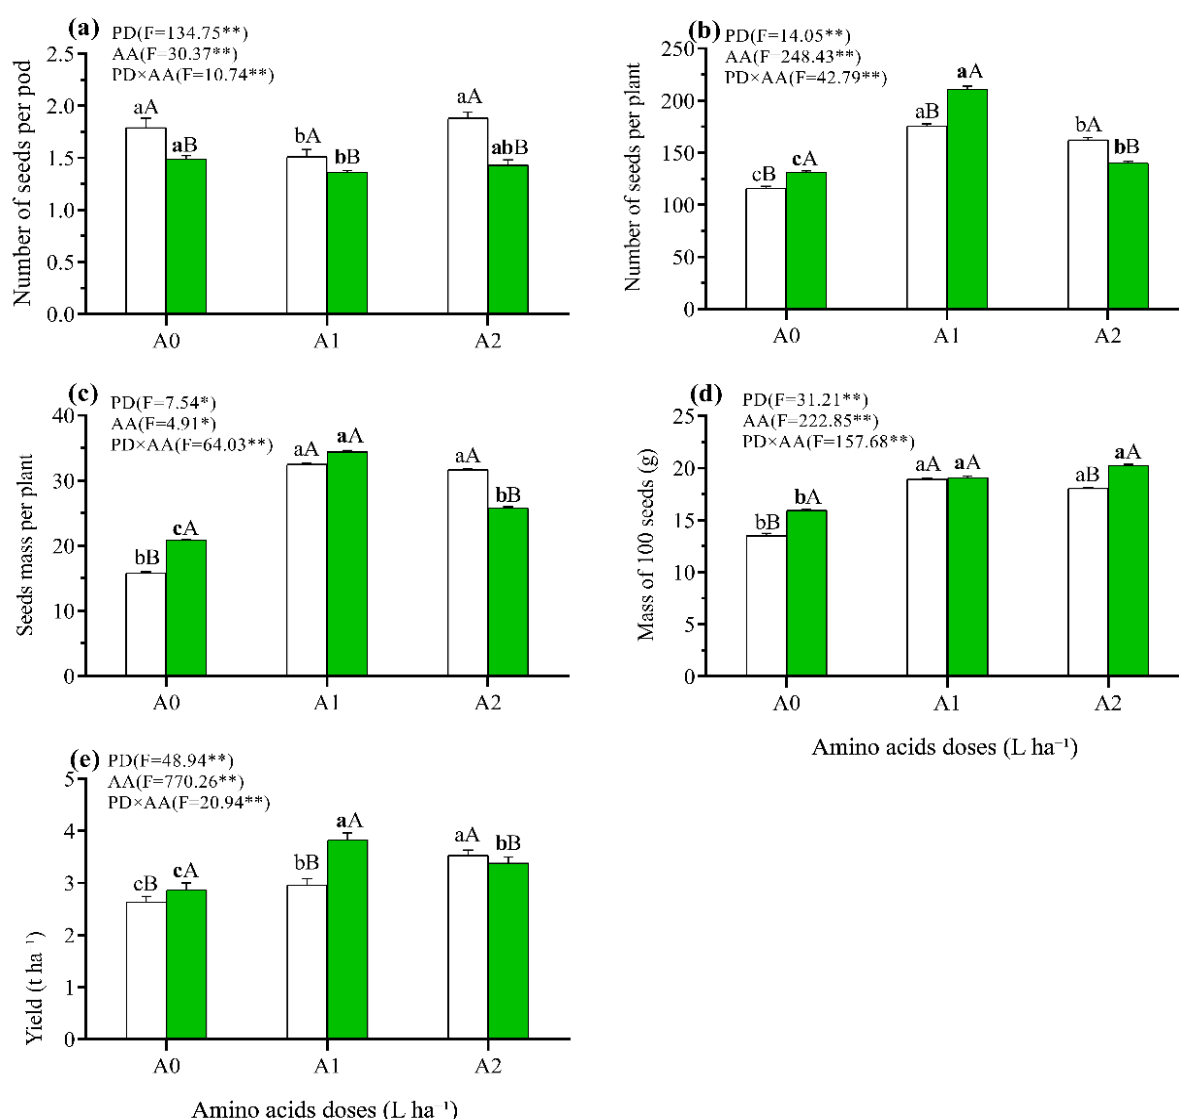 (a)
PD(F=134.75**)
AA(F=30.37**)
PD×AA(F=10.74**)
Number of seeds per pod
2.5
2.0
1.5
1.0
0.5
0.0
aA
aB
bA
bB
aA
abB
A0
A1
A2
(b)
PD(F=14.05**)
AA(F=248.43**)
PD×AA(F=42.79**)
Number of seeds per plant
250
200
150
100
50
0
cB
cA
aB
aA
bA
bB
A0
A1
A2
(c)
PD(F=7.54*)
AA(F=4.91*)
PD×AA(F=64.03**)
Seeds mass per plant
40
30
20
10
0
bB
cA
aA
aA
aA
bB
A0
A1
A2
(d)
PD(F=31.21**)
AA(F=222.85**)
PD×AA(F=157.68**)
Mass of 100 seeds (g)
25
20
15
10
5
0
bB
bA
aA
aA
aB
aA
A0
A1
A2
Amino acids doses (L ha⁻¹)
(e)
PD(F=48.94**)
AA(F=770.26**)
PD×AA(F=20.94**)
Yield (t ha⁻¹)
5
4
3
2
1
0
cB
cA
bB
aA
aA
bB
A0
A1
A2
Amino acids doses (L ha⁻¹)